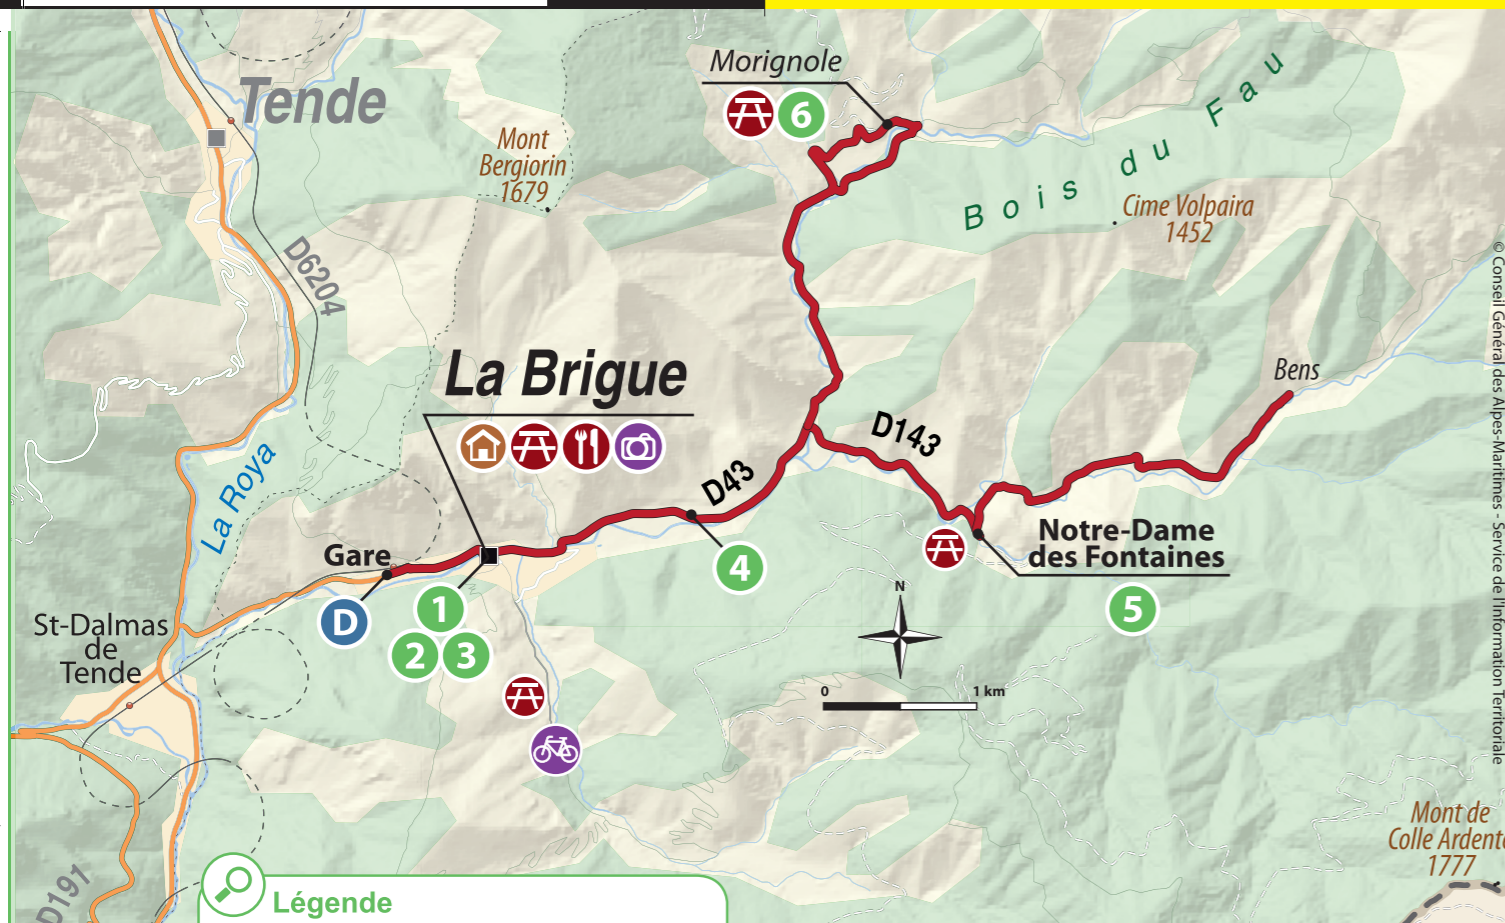 Morignole
6
Tende
Mont
Bergiorin
1679
Bois du Fau
Cime Volpaira
1452
D6204
© Conseil Général des Alpes-Maritimes - Service de l'Information Territoriale
La Brigue
Bens
D143
La Roya
D43
Gare
Notre-Dame
des Fontaines
4
D
1
5
N
St-Dalmas
de
Tende
2
3
0
1 km
Mont de
Colle Ardente
1777
D191
Légende